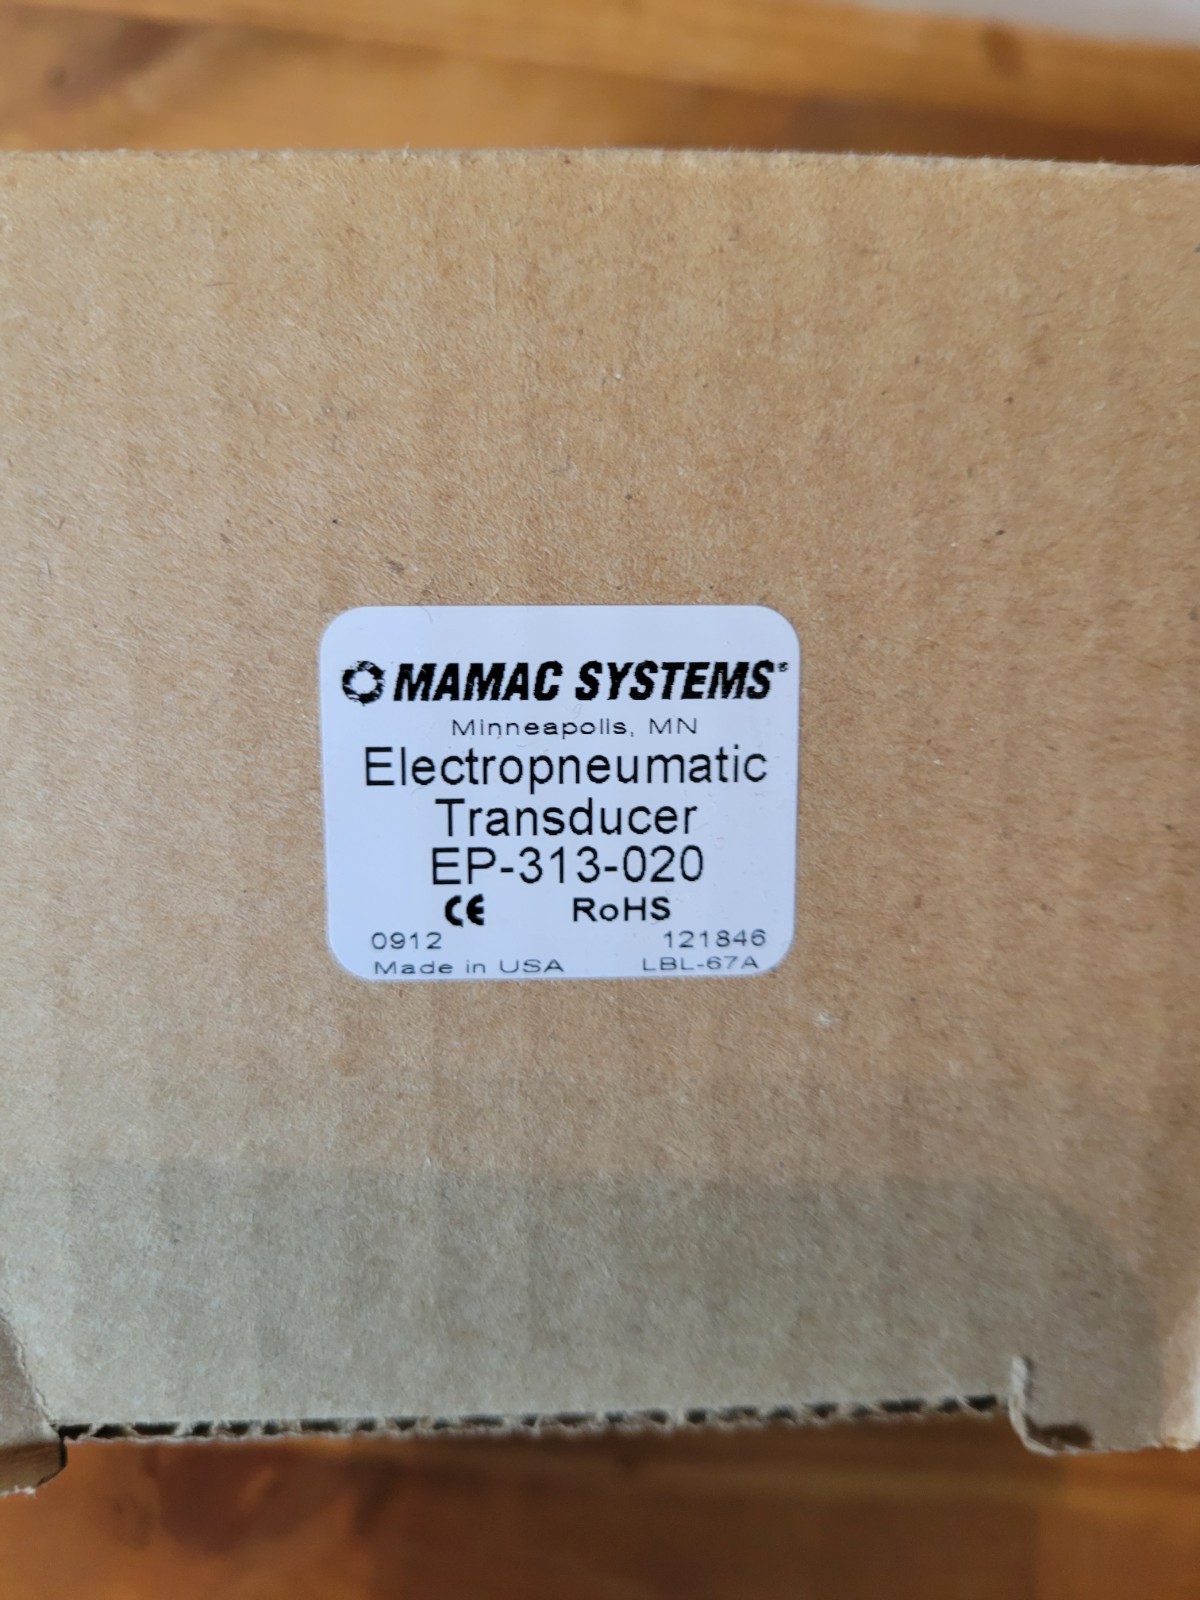 MAMAC SYSTEMS®
Minneapolis, MN
Electropneumatic
Transducer
EP-313-020
CE RoHS
0912 121846
Made in USA LBL-67A